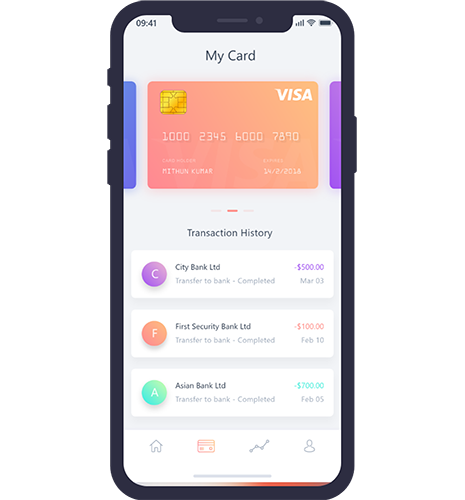 09:41
My Card
VISA
1000 2345 6000 7890
CARD HOLDER
EXPIRES
MITHUN KUMAR
14/2/2016
Transaction History
C
City Bank Ltd
-$500.00
Transfer to bank - Completed
Mar 03
F
First Security Bank Ltd
-$100.00
Transfer to bank - Completed
Feb 10
A
Asian Bank Ltd
-$700.00
Transfer to bank - Completed
Feb 05